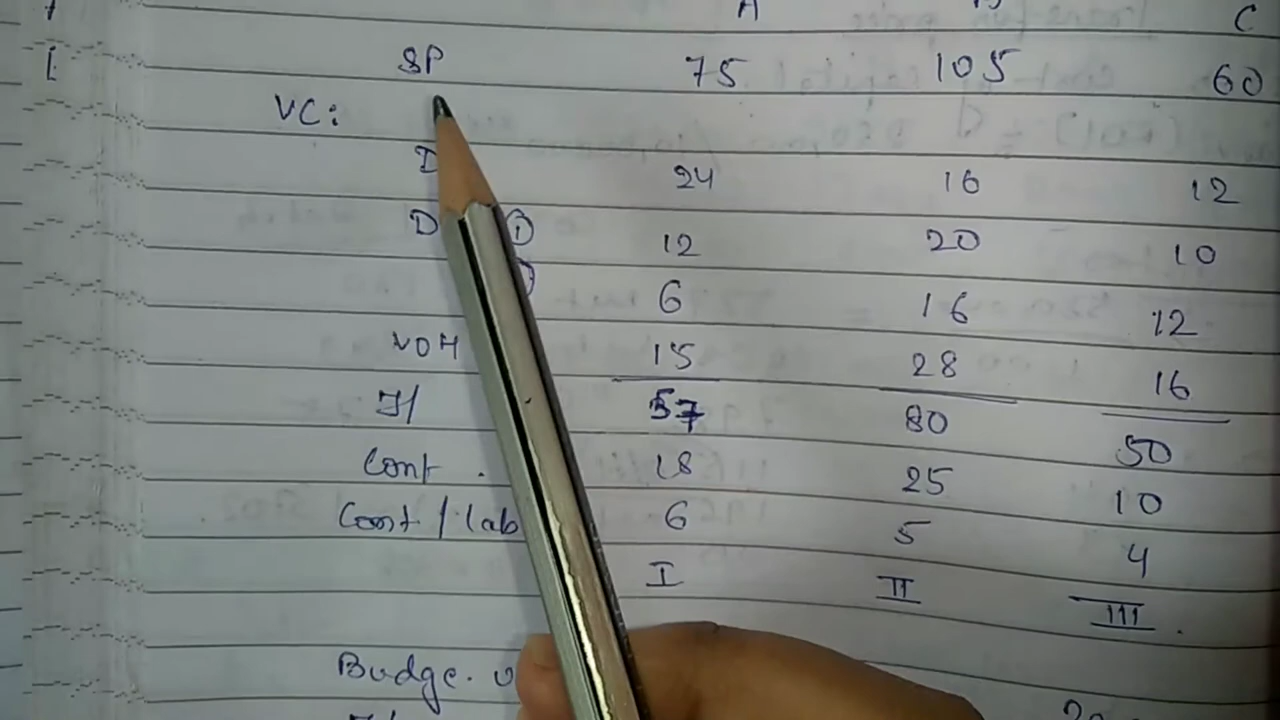 A C
SP 75 105 60
VC:
D 24 16 12
D ① 12 20 10
6 16 12
VOH 15 28 16
T/ 57 80 50
Cont. 18 25 10
Cont / lab 6 5 4
I II III.
Budge.